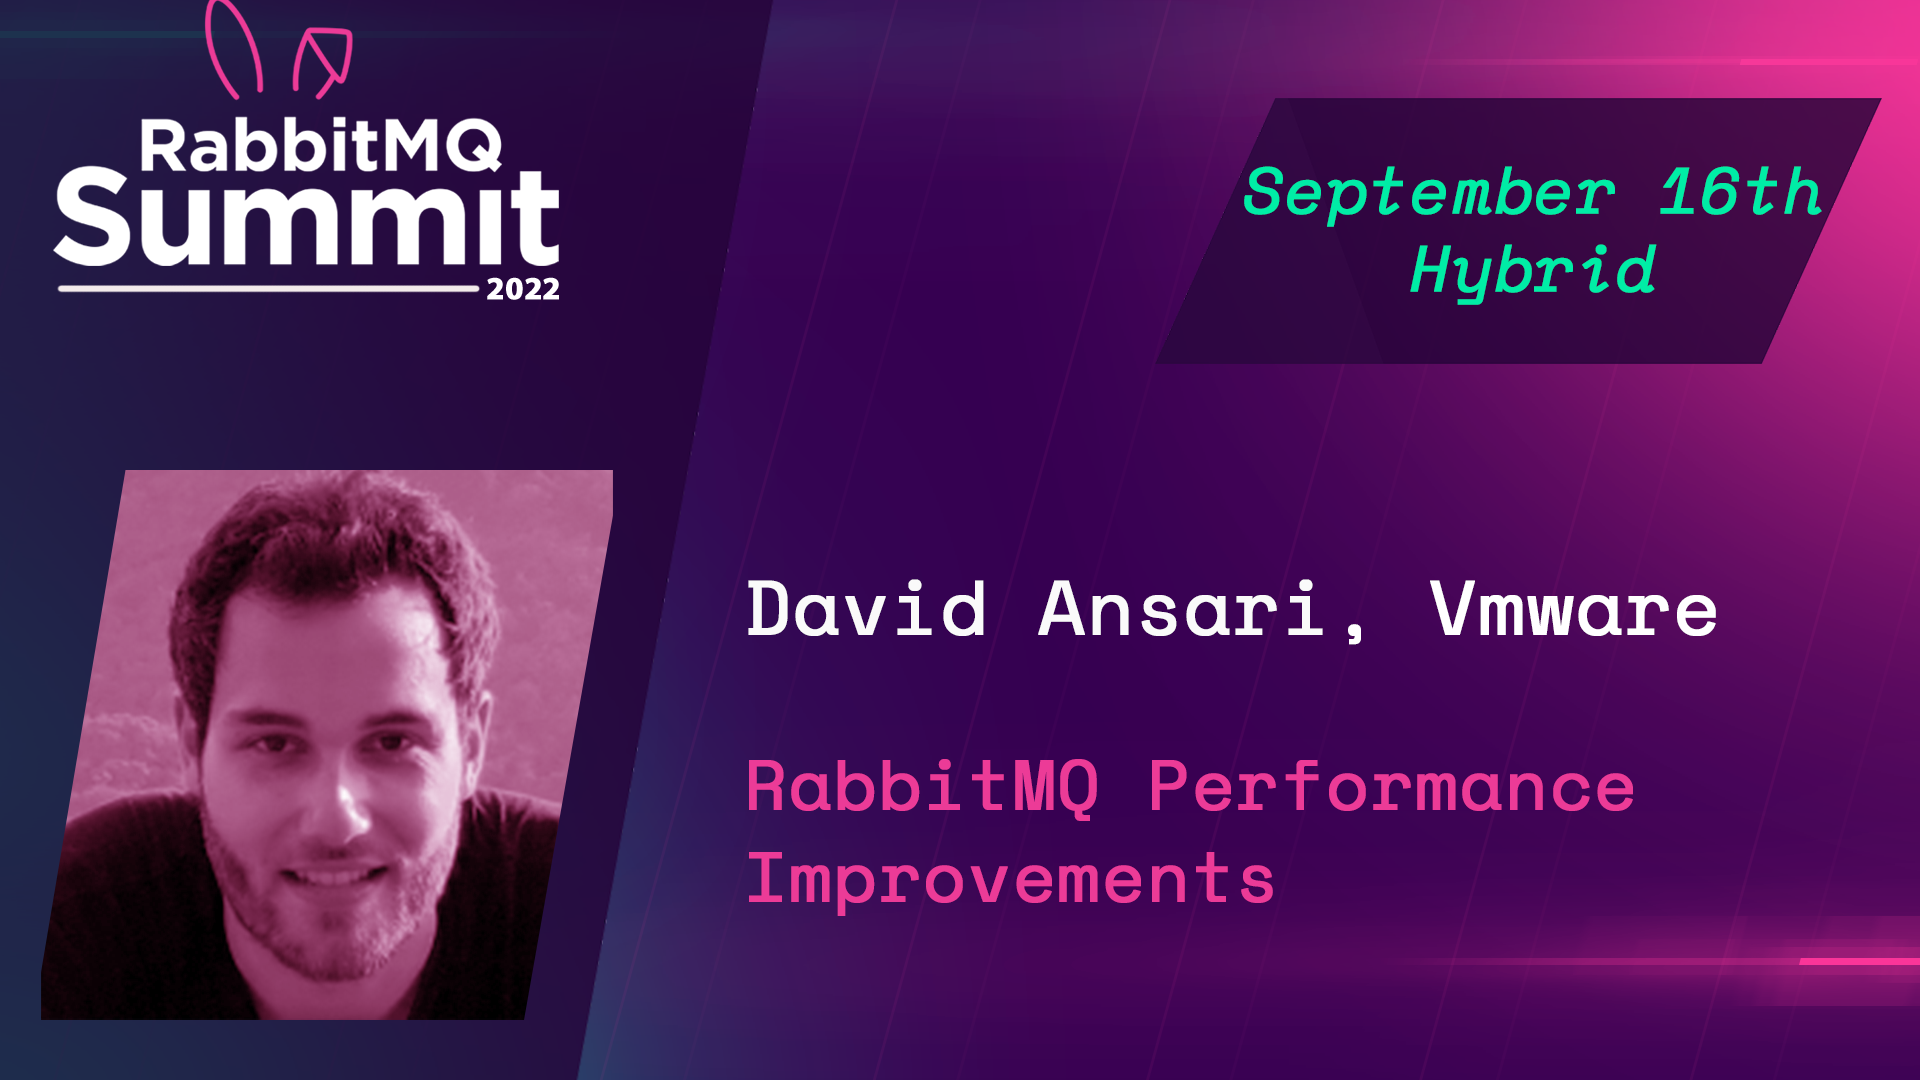 RabbitMQ
Summit
2022
September 16th
Hybrid
David Ansari, Vmware
RabbitMQ Performance
Improvements